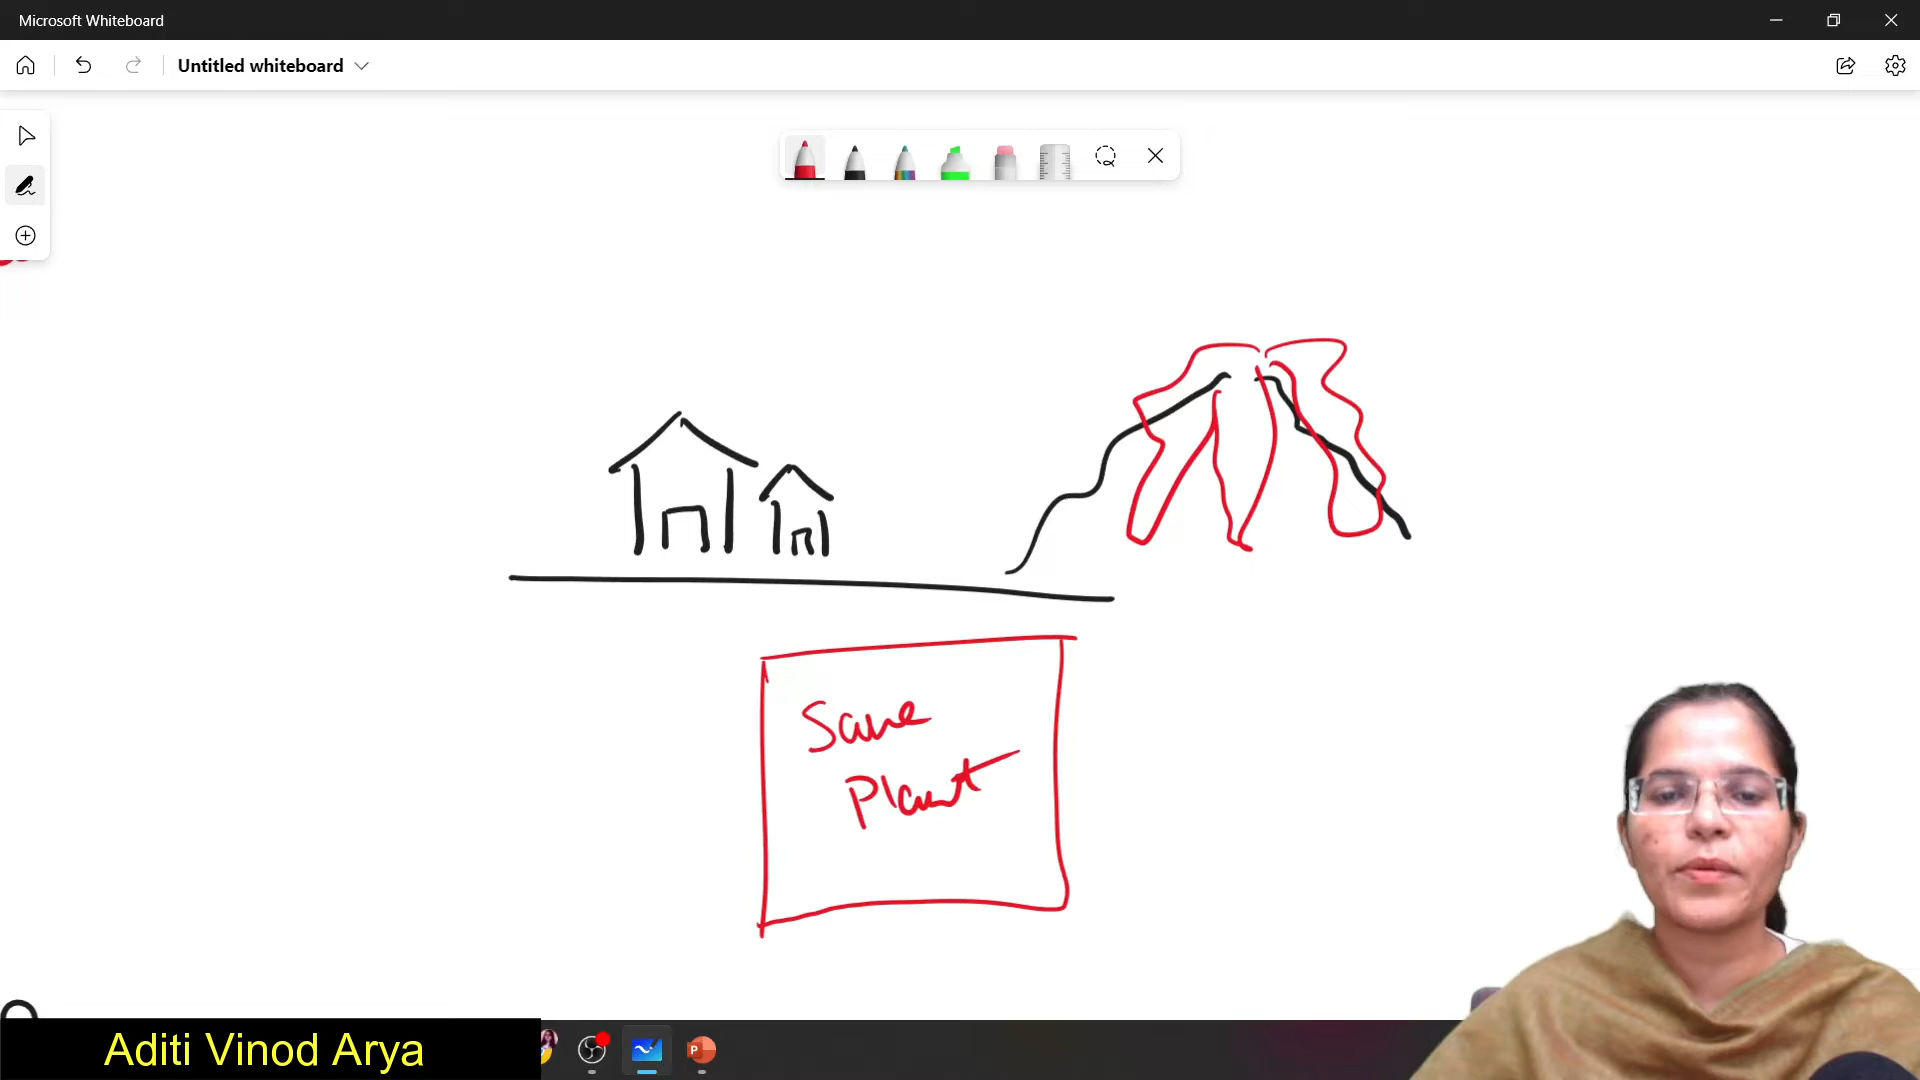 Microsoft Whiteboard
Untitled whiteboard
Save
Plant
Aditi Vinod Arya